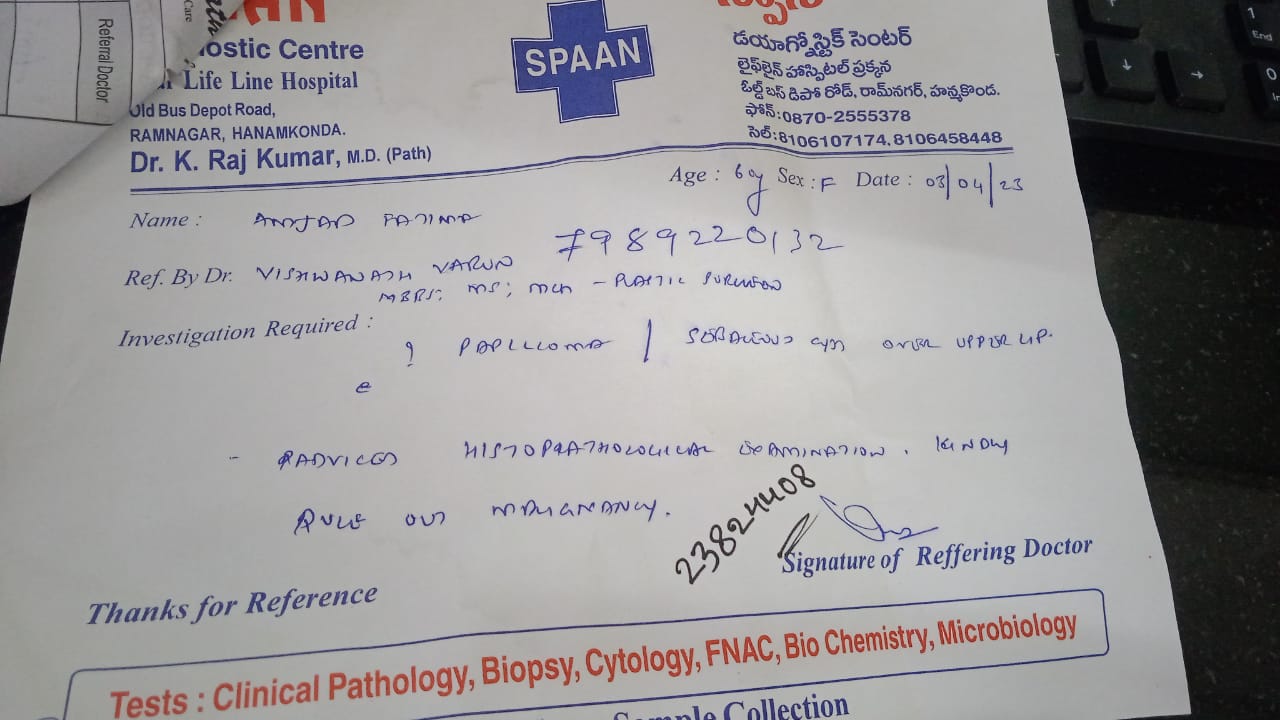 Referral Doctor
Care
ostic Centre
Life Line Hospital
Old Bus Depot Road,
RAMNAGAR, HANAMKONDA.
Dr. K. Raj Kumar, M.D. (Path)
SPAAN
డయాగ్నోస్టిక్ సెంటర్
లైఫ్‌లైన్ హాస్పిటల్ ప్రక్కన
ఓల్డ్ బస్ డిపో రోడ్, రామ్‌నగర్, హన్మకొండ.
ఫోన్:0870-2555378
సెల్:8106107174, 8106458448
Age : 60y Sex : F Date : 03/04/23
Name : AMJAD FATIMA
7989220132
Ref. By Dr. VISHWANATH VARUN
MBBS; MS; MCH - PLASTIC SURGEON
Investigation Required :
? PAPILLOMA / SEBACEOUS CYST OVER UPPER LIP.
- ADVICED HISTOPATHOLOGICAL EXAMINATION. KINDLY
RULE OUT MALIGNANCY.
23824408
Signature of Reffering Doctor
Thanks for Reference
Tests : Clinical Pathology, Biopsy, Cytology, FNAC, Bio Chemistry, Microbiology
Sample Collection